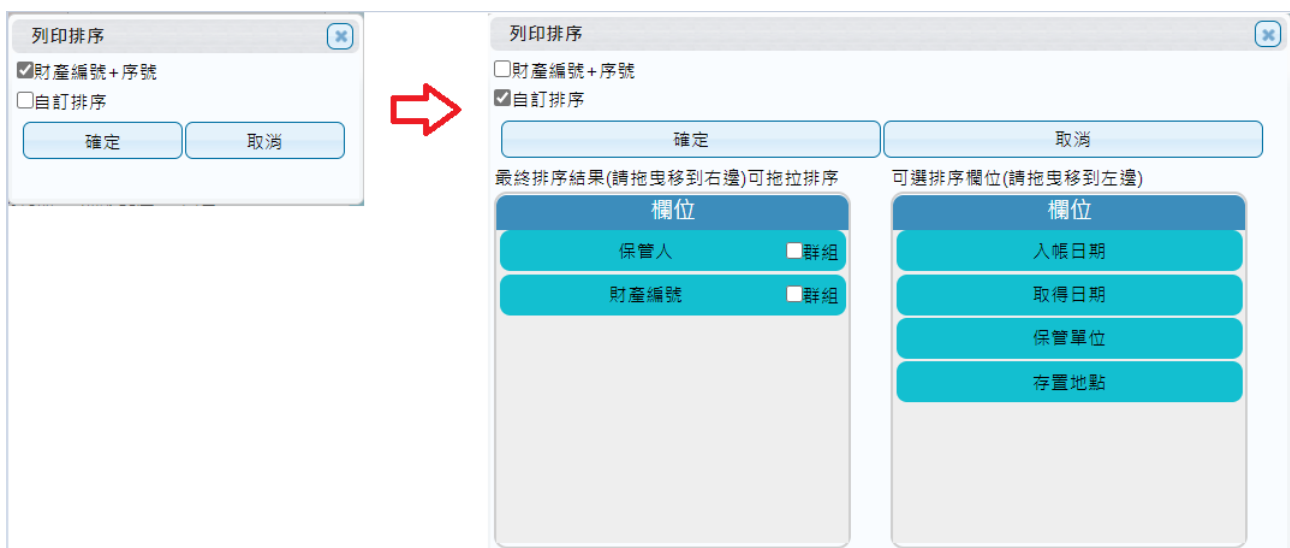 列印排序
財產編號+序號
自訂排序
確定 取消
列印排序
財產編號+序號
自訂排序
確定 取消
最終排序結果(請拖曳移到右邊)可拖拉排序
欄位
保管人 群組
財產編號 群組
可選排序欄位(請拖曳移到左邊)
欄位
入帳日期
取得日期
保管單位
存置地點